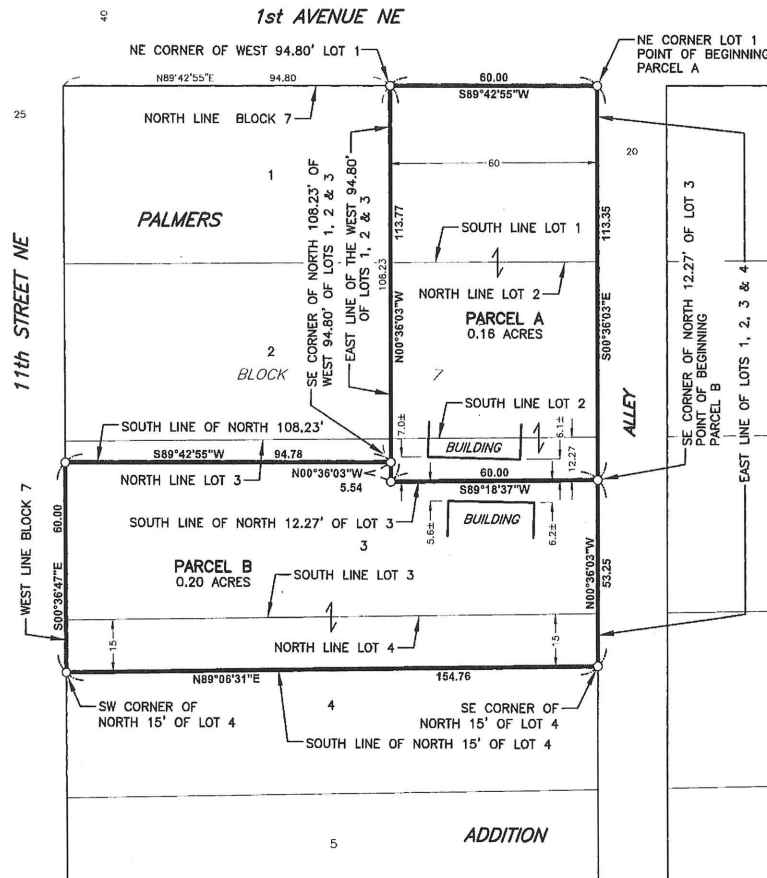 40
1st AVENUE NE
NE CORNER OF WEST 94.80' LOT 1
NE CORNER LOT 1
POINT OF BEGINNING
PARCEL A
N89°42'55"E 94.80
60.00
S89°42'55"W
25
NORTH LINE BLOCK 7
20
1
60
PALMERS
11th STREET NE
SE CORNER OF NORTH 108.23' OF
WEST 94.80' OF LOTS 1, 2 & 3
EAST LINE OF THE WEST 94.80'
OF LOTS 1, 2 & 3
108.23
113.77
N00°36'03"W
SOUTH LINE LOT 1
NORTH LINE LOT 2
PARCEL A
0.16 ACRES
113.35
S00°36'03"E
ALLEY
SE CORNER OF NORTH 12.27' OF LOT 3
POINT OF BEGINNING
PARCEL B
EAST LINE OF LOTS 1, 2, 3 & 4
2
BLOCK
7
SOUTH LINE LOT 2
SOUTH LINE OF NORTH 108.23'
7.0±
BUILDING
6.1±
12.27
S89°42'55"W 94.78
NORTH LINE LOT 3
N00°36'03"W
5.54
60.00
S89°18'37"W
SOUTH LINE OF NORTH 12.27' OF LOT 3
5.6±
BUILDING
6.2±
WEST LINE BLOCK 7
60.00
S00°36'47"E
3
PARCEL B
0.20 ACRES
SOUTH LINE LOT 3
N00°36'03"W
53.25
15
NORTH LINE LOT 4
15
N89°06'31"E 154.76
SW CORNER OF
NORTH 15' OF LOT 4
4
SE CORNER OF
NORTH 15' OF LOT 4
SOUTH LINE OF NORTH 15' OF LOT 4
5
ADDITION